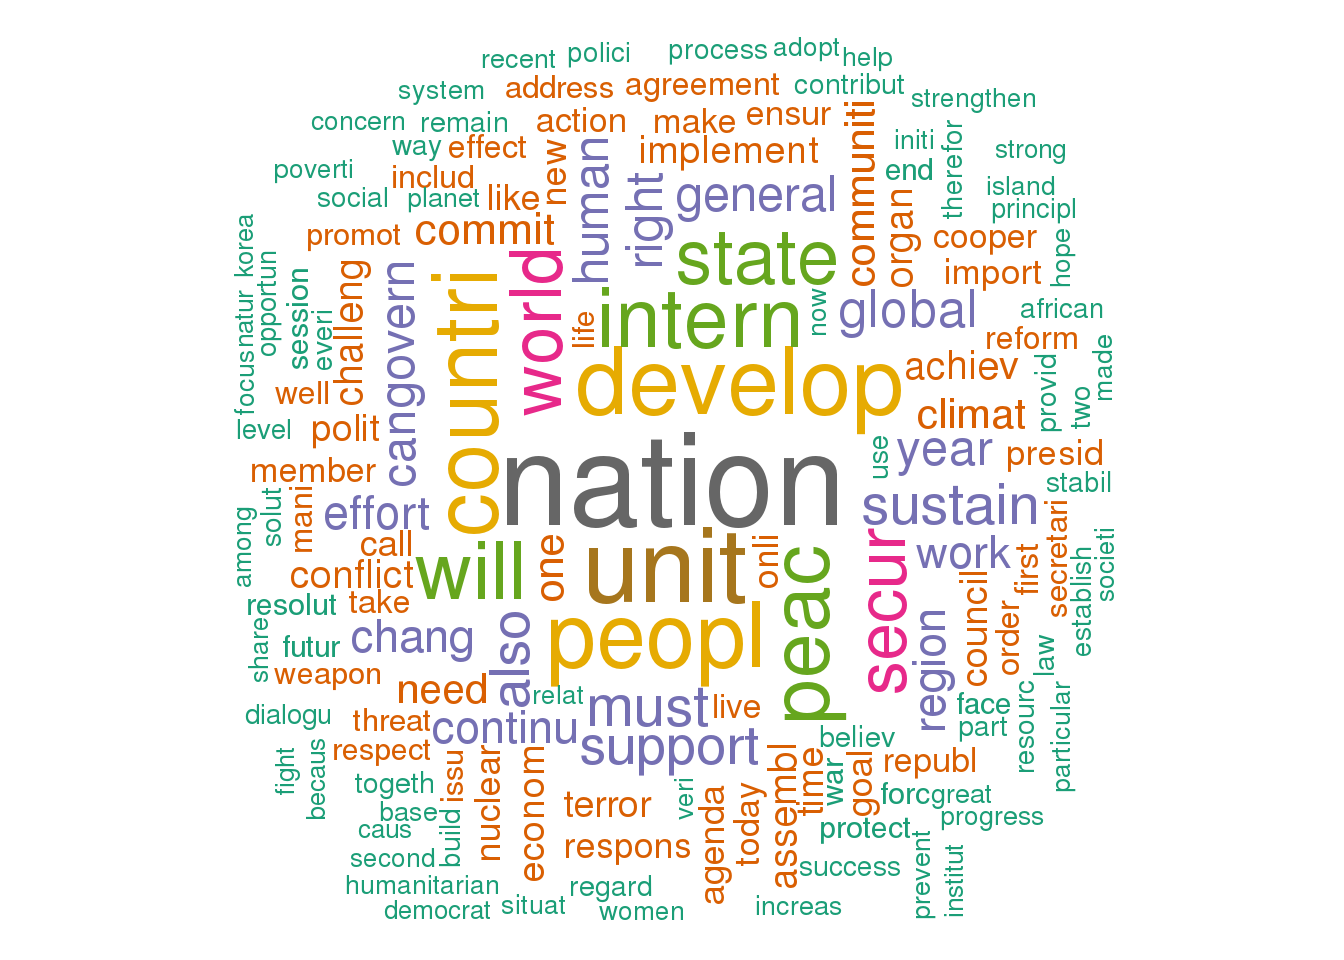 recent
polici
process
adopt
help
system
address
agreement
contribut
strengthen
concern
remain
action
make
ensur
communiti
initi
therefor
strong
way
effect
new
human
implement
right
general
end
island
poverti
includ
social
planet
like
organ
principl
korea
promot
commit
world
state
cooper
hope
natur
opportun
session
challeng
cangovern
countri
intern
now
global
import
african
everi
life
reform
focus
well
develop
achiev
provid
two
made
level
polit
climat
member
nation
use
year
presid
stabil
among
solut
mani
effort
sustain
secretari
societi
call
will
one
unit
onli
peac
secur
work
first
establish
conflict
resolut
take
council
order
share
futur
chang
also
peopl
region
law
weapon
need
relat
must
live
face
resourc
particular
dialogu
threat
continu
support
believ
part
fight
becaus
respect
issu
nuclear
econom
assembl
time
war
goal
republ
togeth
terror
veri
agenda
today
forc
great
base
build
progress
caus
protect
second
respons
success
prevent
institut
humanitarian
regard
democrat
situat
women
increas